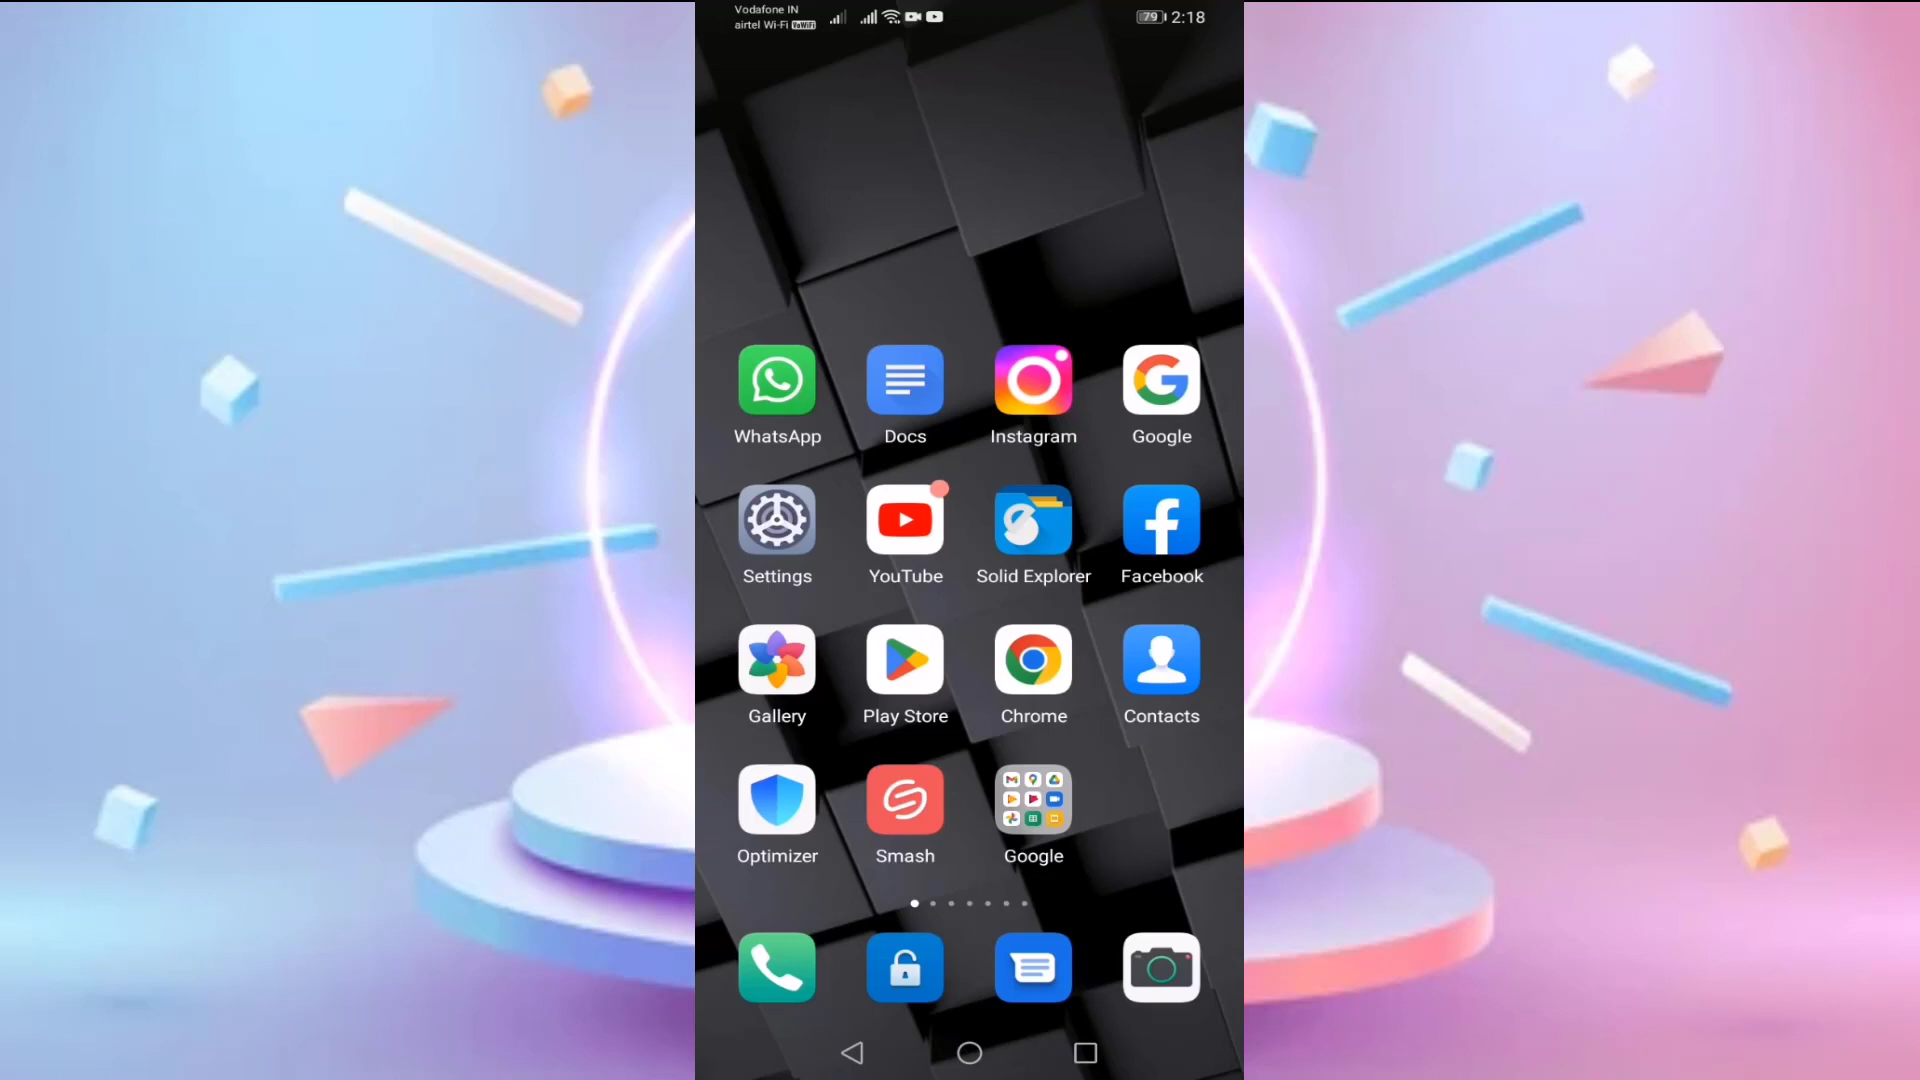 Vodafone IN
airtel Wi-Fi VoWiFi
79 2:18
WhatsApp
Docs
Instagram
Google
Settings
YouTube
Solid Explorer
Facebook
Gallery
Play Store
Chrome
Contacts
Optimizer
Smash
Google